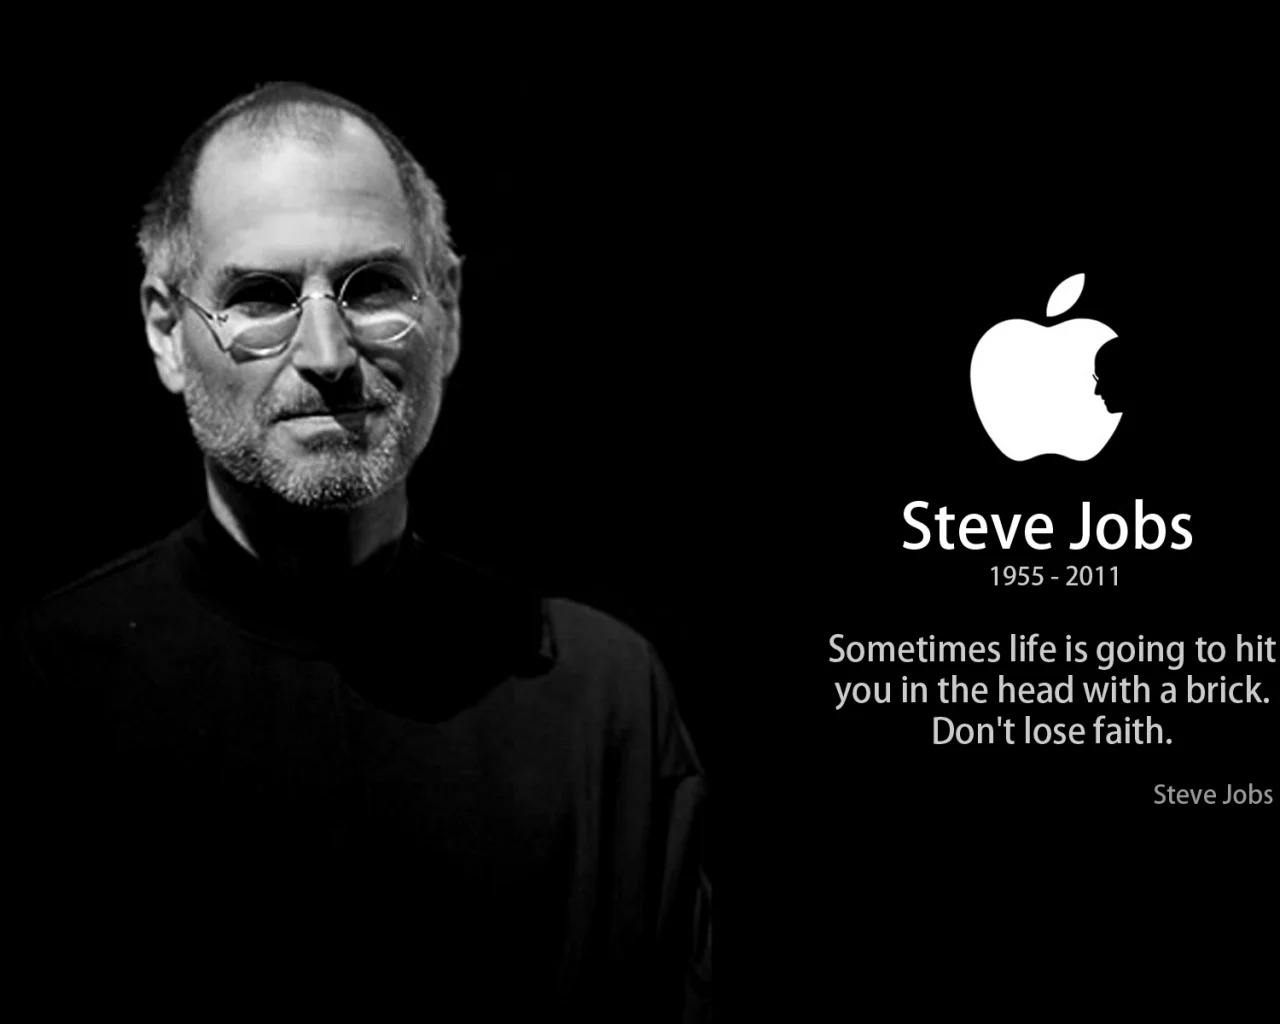 Steve Jobs
1955 - 2011
Sometimes life is going to hit
you in the head with a brick.
Don't lose faith.
Steve Jobs